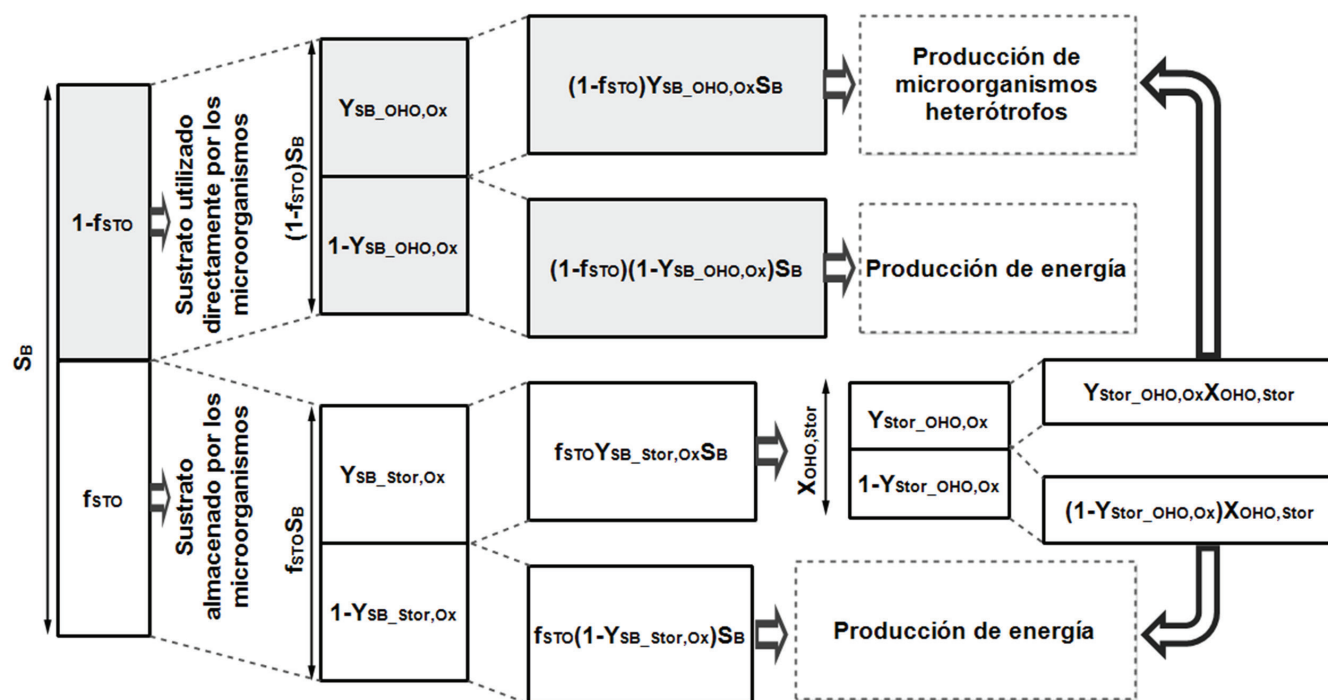 SB
1-fSTO
fSTO
Sustrato utilizado
directamente por los
microorganismos
Sustrato
almacenado por los
microorganismos
(1-fSTO)SB
YSB_OHO,Ox
1-YSB_OHO,Ox
fSTOSB
YSB_Stor,Ox
1-YSB_Stor,Ox
(1-fSTO)YSB_OHO,OxSB
(1-fSTO)(1-YSB_OHO,Ox)SB
fSTOYSB_Stor,OxSB
fSTO(1-YSB_Stor,Ox)SB
Producción de
microorganismos
heterótrofos
Producción de energía
XOHO,Stor
YStor_OHO,Ox
1-YStor_OHO,Ox
YStor_OHO,OxXOHO,Stor
(1-YStor_OHO,Ox)XOHO,Stor
Producción de energía